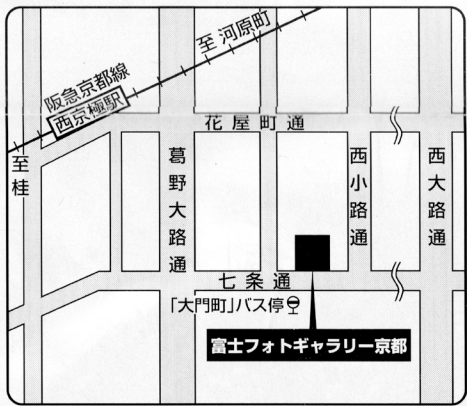 至 河原町
阪急京都線
西京極駅
至桂
花屋町通
葛野大路通
西小路通
西大路通
七条通
「大門町」バス停
富士フォトギャラリー京都